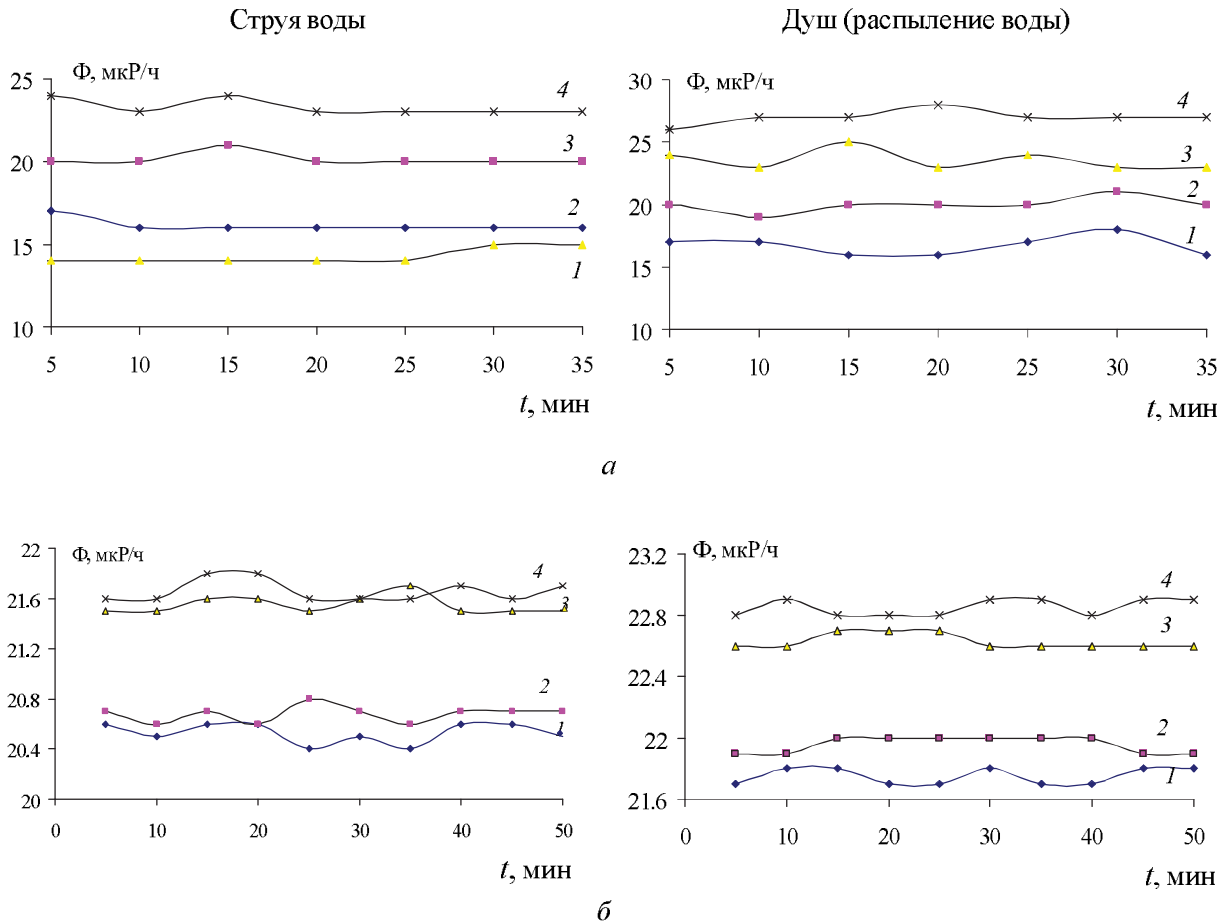 Струя воды
Душ (распыление воды)
Ф, мкР/ч
25
20
15
10
4
3
2
1
5 10 15 20 25 30 35
t, мин
Ф, мкР/ч
30
25
20
15
10
4
3
2
1
5 10 15 20 25 30 35
t, мин
а
Ф, мкР/ч
22
21.6
21.2
20.8
20.4
20
4
3
2
1
0 10 20 30 40 50
t, мин
Ф, мкР/ч
23.2
22.8
22.4
22
21.6
4
3
2
1
0 10 20 30 40 50
t, мин
б